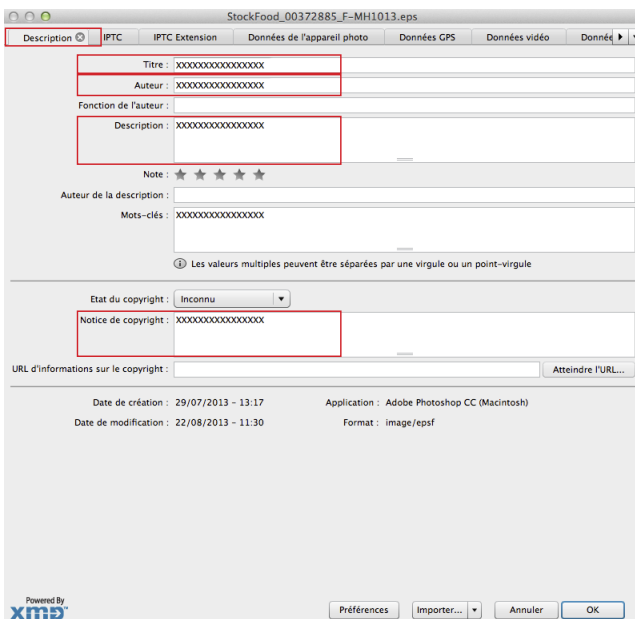 StockFood_00372885_F-MH1013.eps
Description IPTC IPTC Extension Données de l'appareil photo Données GPS Données vidéo Donnée
Titre : XXXXXXXXXXXXXXXX
Auteur : XXXXXXXXXXXXXXXX
Fonction de l'auteur :
Description : XXXXXXXXXXXXXXXX
Note :
Auteur de la description :
Mots-clés : XXXXXXXXXXXXXXXX
Les valeurs multiples peuvent être séparées par une virgule ou un point-virgule
Etat du copyright : Inconnu
Notice de copyright : XXXXXXXXXXXXXXXX
URL d'informations sur le copyright : Atteindre l'URL...
Date de création : 29/07/2013 - 13:17 Application : Adobe Photoshop CC (Macintosh)
Date de modification : 22/08/2013 - 11:30 Format : image/epsf
Powered By
xmp™
Préférences Importer... Annuler OK